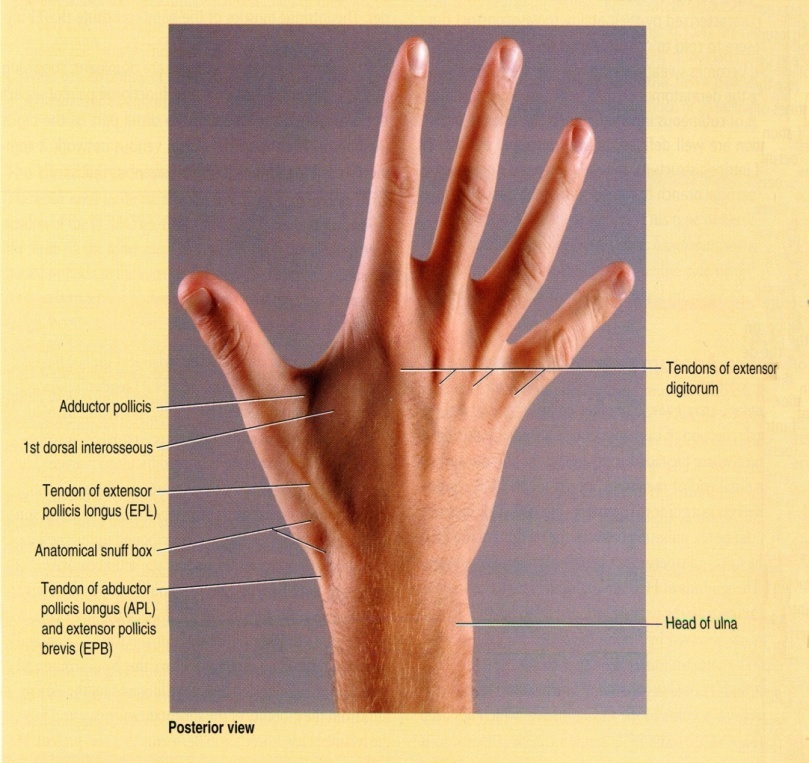 Adductor pollicis
1st dorsal interosseous
Tendon of extensor
pollicis longus (EPL)
Anatomical snuff box
Tendon of abductor
pollicis longus (APL)
and extensor pollicis
brevis (EPB)
Tendons of extensor
digitorum
Head of ulna
Posterior view